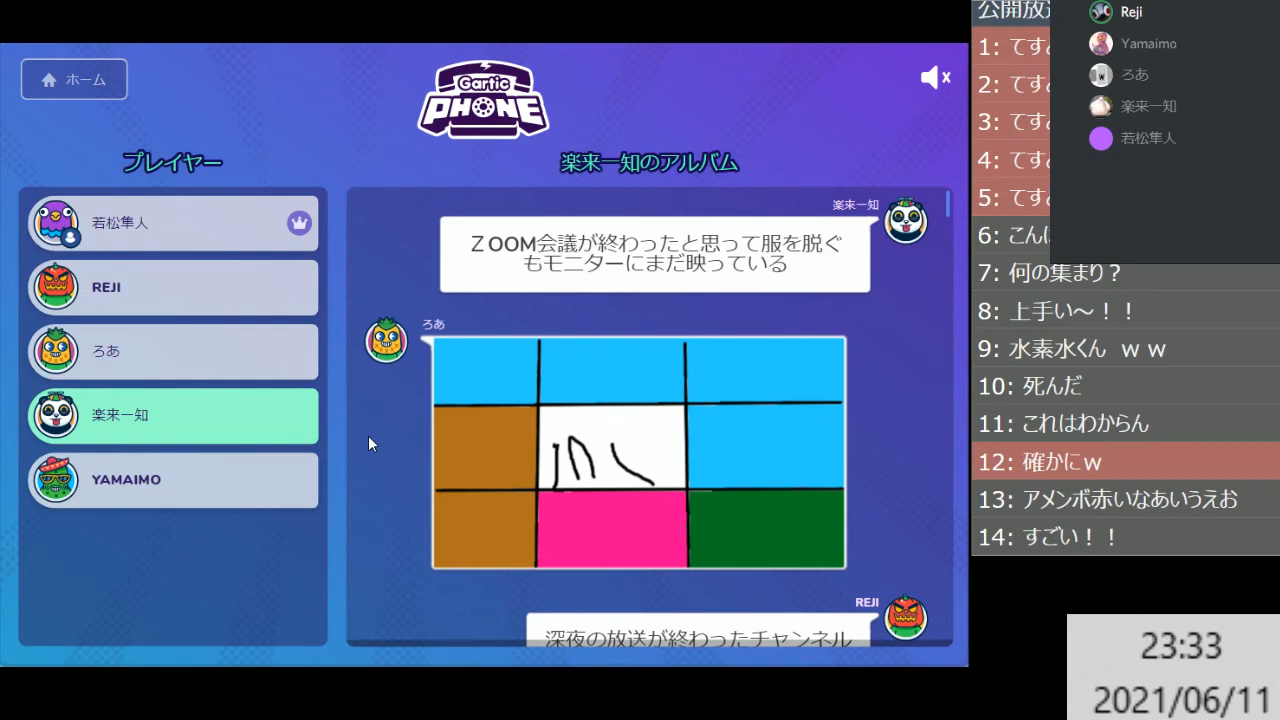 ホーム
Gartic
PHONE
プレイヤー
若松隼人
REJI
ろあ
楽来一知
YAMAIMO
楽来一知のアルバム
楽来一知
ＺOOM会議が終わったと思って服を脱ぐ
もモニターにまだ映っている
ろあ
REJI
深夜の放送が終わったチャンネル
公開放送
1: てす
2: てす
3: てす
4: てす
5: てす
6: こんに
7: 何の集まり？
8: 上手い～！！
9: 水素水くん ｗｗ
10: 死んだ
11: これはわからん
12: 確かにｗ
13: アメンボ赤いなあいうえお
14: すごい！！
Reji
Yamaimo
ろあ
楽来一知
若松隼人
23:33
2021/06/11